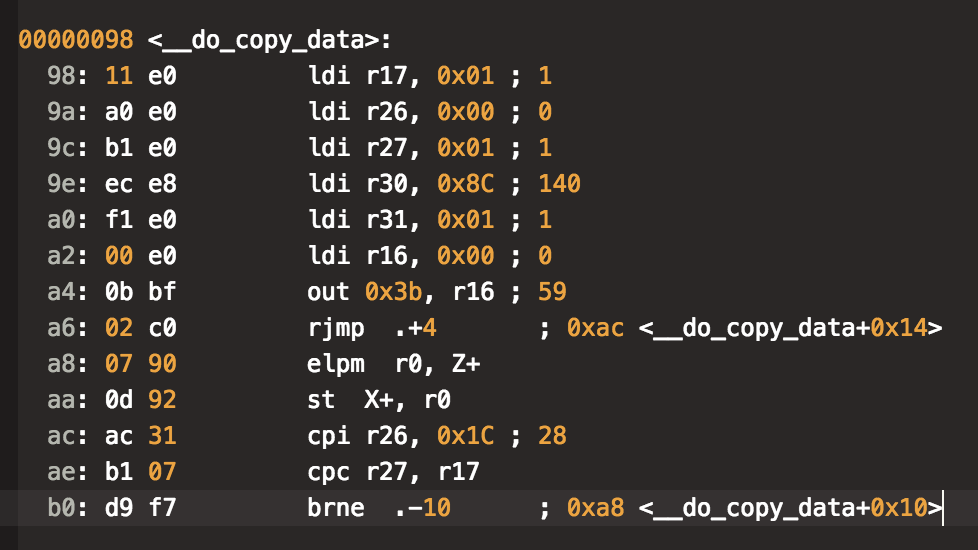 00000098 <__do_copy_data>:
98: 11 e0 ldi r17, 0x01 ; 1
9a: a0 e0 ldi r26, 0x00 ; 0
9c: b1 e0 ldi r27, 0x01 ; 1
9e: ec e8 ldi r30, 0x8C ; 140
a0: f1 e0 ldi r31, 0x01 ; 1
a2: 00 e0 ldi r16, 0x00 ; 0
a4: 0b bf out 0x3b, r16 ; 59
a6: 02 c0 rjmp .+4 ; 0xac <__do_copy_data+0x14>
a8: 07 90 elpm r0, Z+
aa: 0d 92 st X+, r0
ac: ac 31 cpi r26, 0x1C ; 28
ae: b1 07 cpc r27, r17
b0: d9 f7 brne .-10 ; 0xa8 <__do_copy_data+0x10>